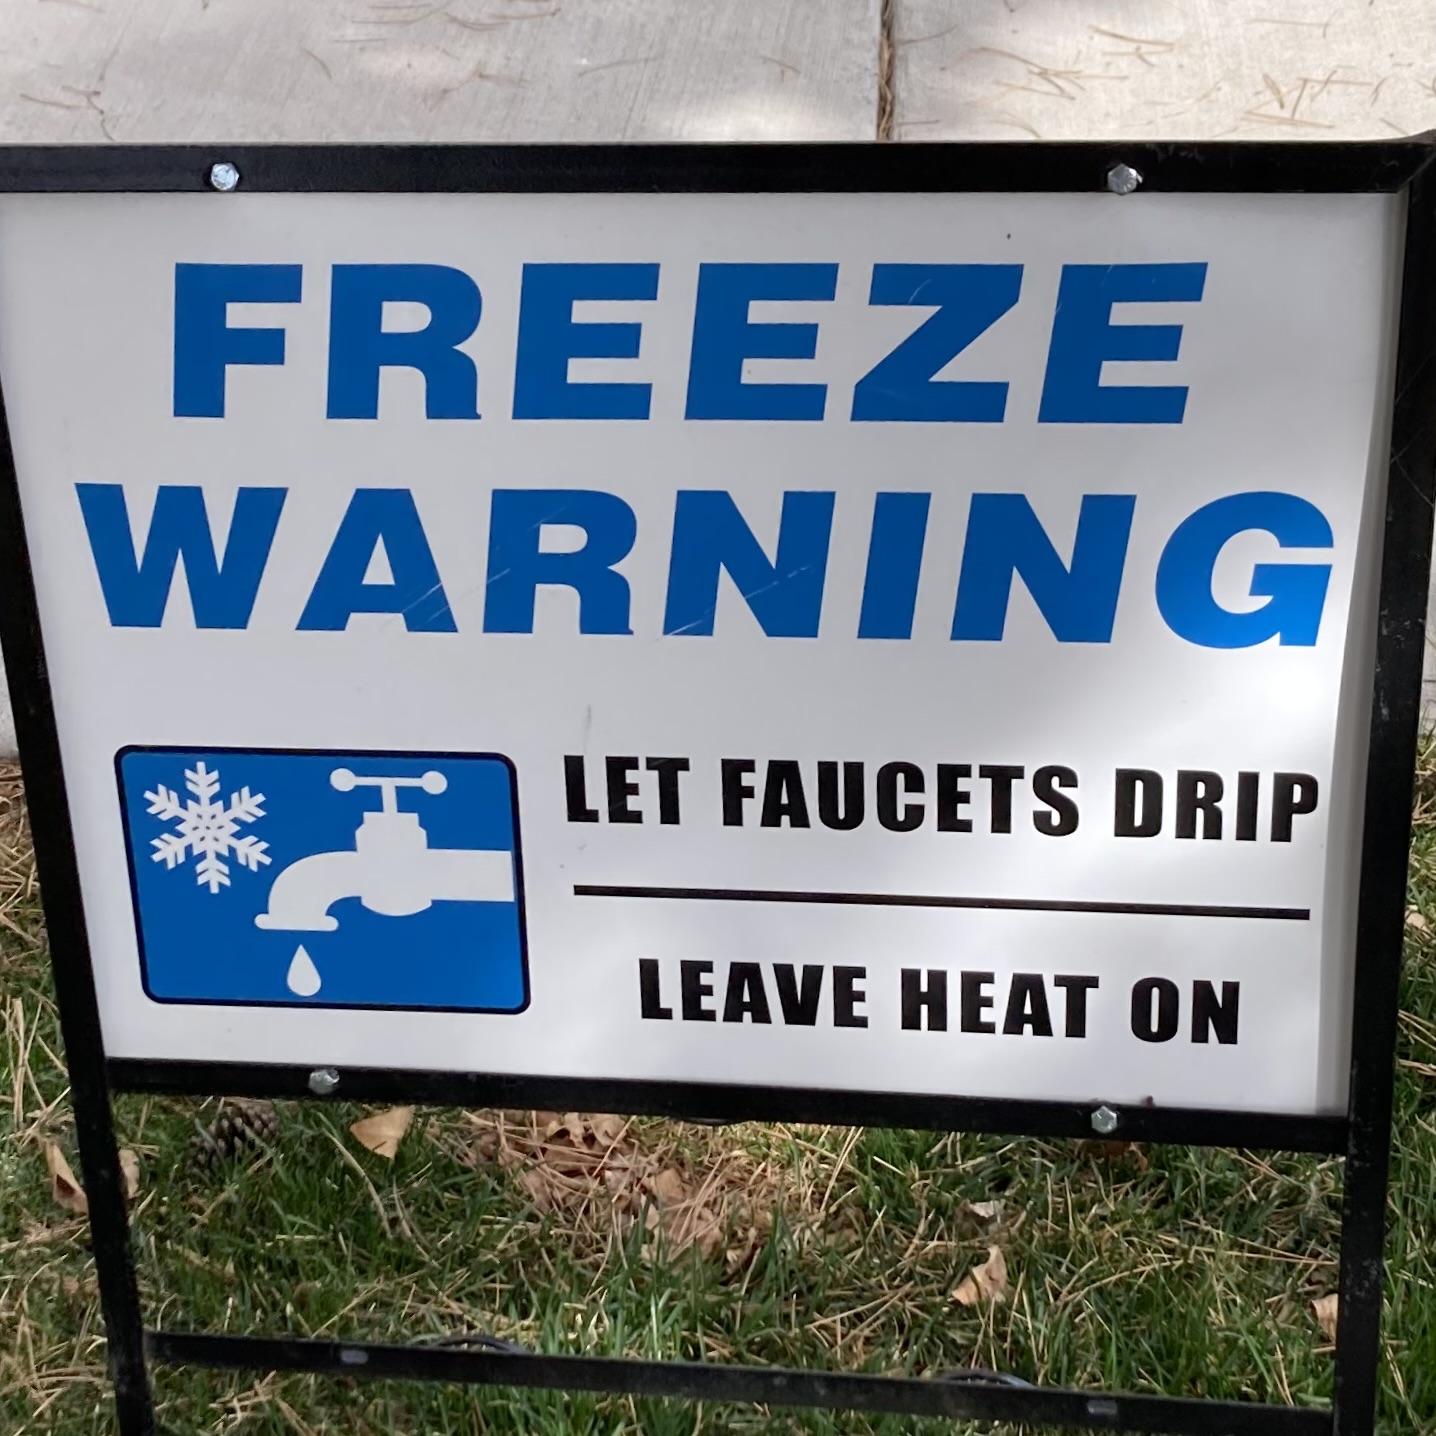 FREEZE
WARNING
LET FAUCETS DRIP
LEAVE HEAT ON